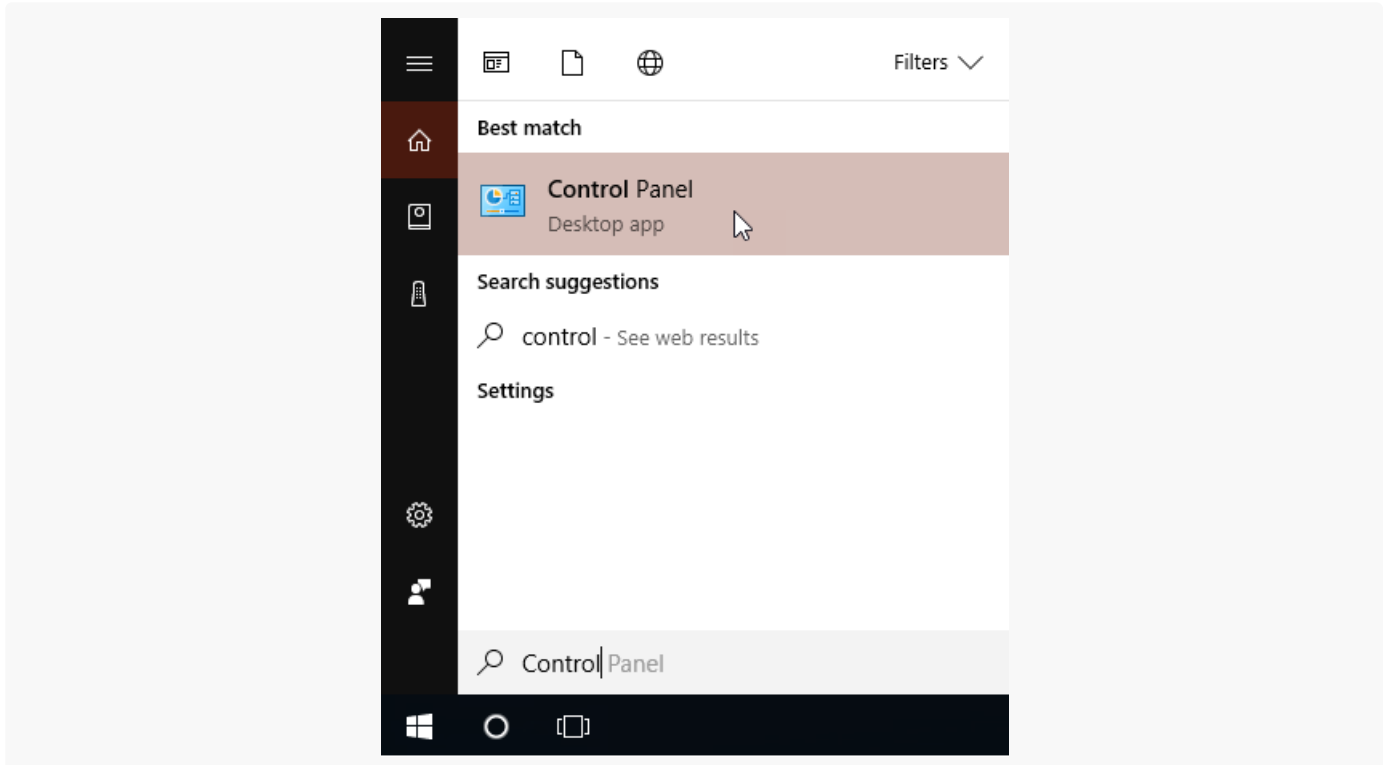 Filters
Best match
Control Panel
Desktop app
Search suggestions
control - See web results
Settings
Control Panel